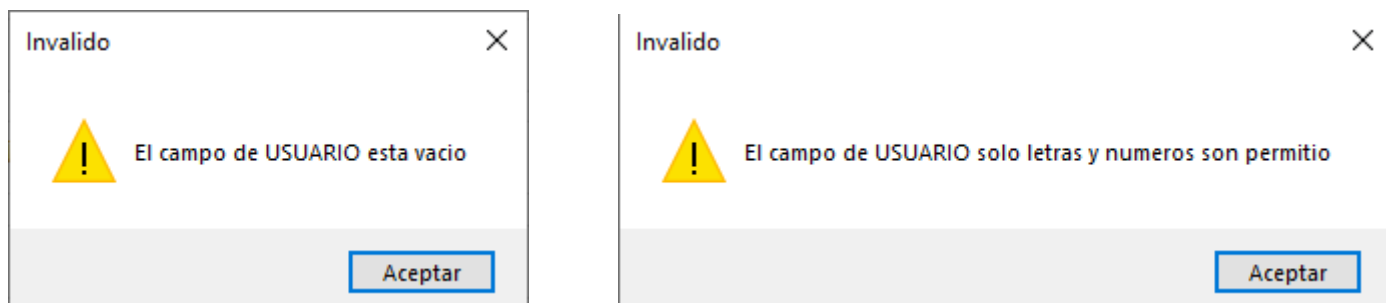 Invalido
El campo de USUARIO esta vacio
Aceptar
Invalido
El campo de USUARIO solo letras y numeros son permitio
Aceptar